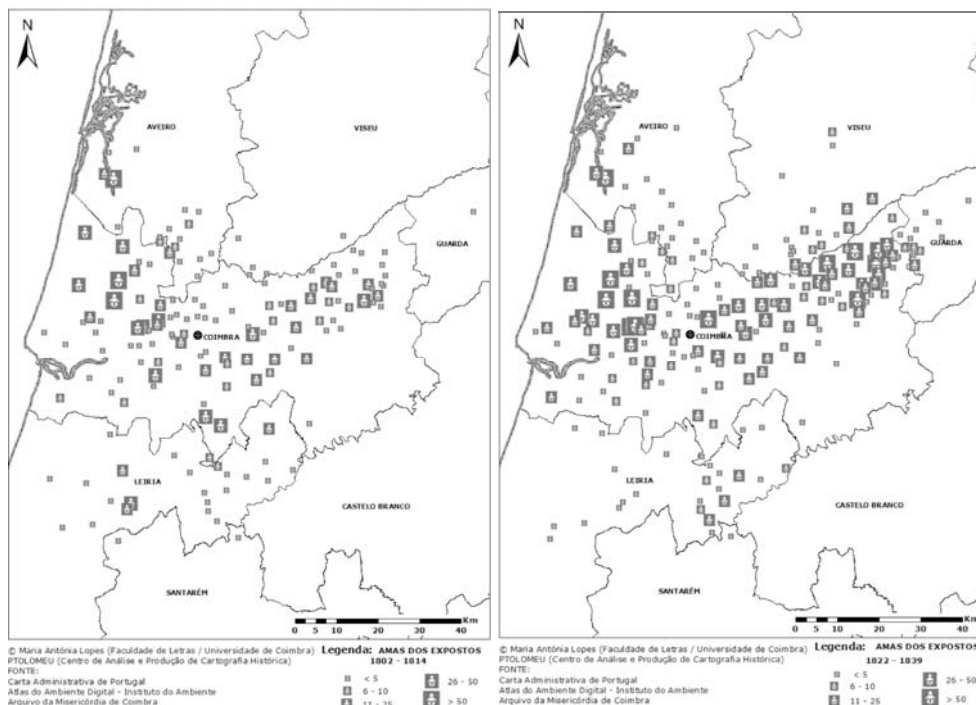 N
AVEIRO
VISEU
GUARDA
COIMBRA
LEIRIA
CASTELO BRANCO
SANTARÉM
Km
0 5 10 20 30 40
© Maria Antónia Lopes (Faculdade de Letras / Universidade de Coimbra)
PTOLOMEU (Centro de Análise e Produção de Cartografia Histórica)
FONTE:
Carta Administrativa de Portugal
Atlas do Ambiente Digital - Instituto do Ambiente
Arquivo da Misericórdia de Coimbra
Legenda: AMAS DOS EXPOSTOS
1802 - 1814
< 5
6 - 10
11 - 25
26 - 50
> 50
N
AVEIRO
VISEU
GUARDA
COIMBRA
LEIRIA
CASTELO BRANCO
SANTARÉM
Km
0 5 10 20 30 40
© Maria Antónia Lopes (Faculdade de Letras / Universidade de Coimbra)
PTOLOMEU (Centro de Análise e Produção de Cartografia Histórica)
FONTE:
Carta Administrativa de Portugal
Atlas do Ambiente Digital - Instituto do Ambiente
Arquivo da Misericórdia de Coimbra
Legenda: AMAS DOS EXPOSTOS
1822 - 1839
< 5
6 - 10
11 - 25
26 - 50
> 50